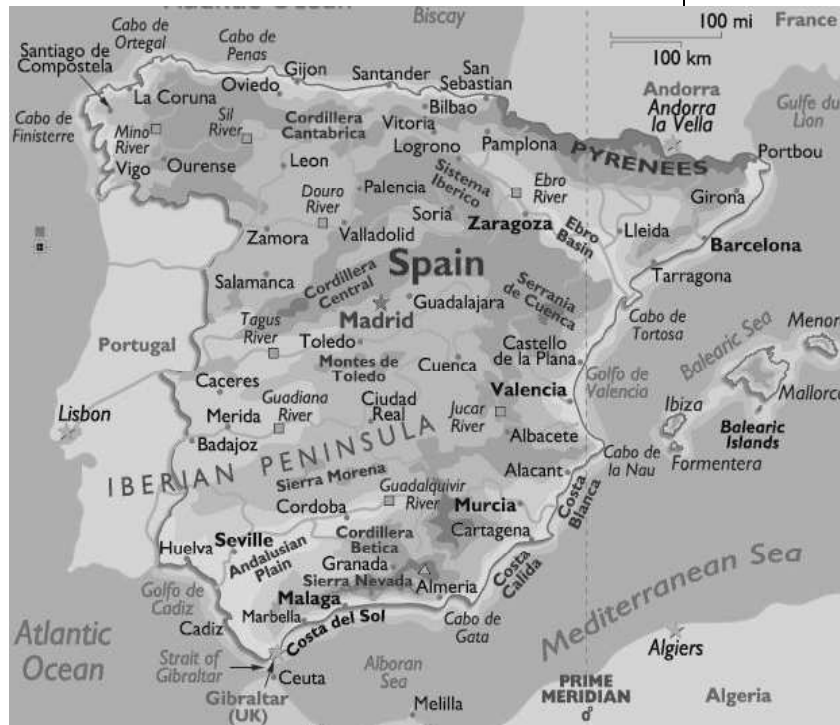 Biscay
100 mi
100 km
France
Cabo de
Ortegal
Cabo de
Penas
Santiago de
Compostela
Gijon
Santander
San
Sebastian
Andorra
Andorra
la Vella
Gulfe du
Lion
La Coruna
Oviedo
Bilbao
Cabo de
Finisterre
Mino
River
Sil
River
Cordillera
Cantabrica
Vitoria
Logrono
Pamplona
PYRENEES
Portbou
Vigo
Ourense
Leon
Palencia
Sistema
Iberico
Ebro
River
Girona
Douro
River
Soria
Zaragoza
Ebro
Basin
Lleida
Barcelona
Zamora
Valladolid
Tarragona
Salamanca
Cordillera
Central
Spain
Serrania
de Cuenca
Guadalajara
Madrid
Cabo de
Tortosa
Balearic Sea
Menor
Portugal
Tagus
River
Toledo
Montes de
Toledo
Cuenca
Castello
de la Plana
Golfo de
Valencia
Caceres
Guadiana
River
Ciudad
Real
Jucar
River
Valencia
Ibiza
Mallorca
Lisbon
Merida
Badajoz
Albacete
Balearic
Islands
IBERIAN PENINSULA
Alacant
Cabo de
la Nau
Formentera
Sierra Morena
Guadalquivir
River
Cordoba
Murcia
Costa
Blanca
Huelva
Seville
Andalusian
Plain
Cordillera
Betica
Cartagena
Granada
Sierra Nevada
Almeria
Costa
Calida
Mediterranean Sea
Golfo de
Cadiz
Malaga
Marbella
Cabo de
Gata
Cadiz
Costa del Sol
Algiers
Atlantic
Ocean
Strait of
Gibraltar
Ceuta
Alboran
Sea
Gibraltar
(UK)
Melilla
PRIME
MERIDIAN
0°
Algeria